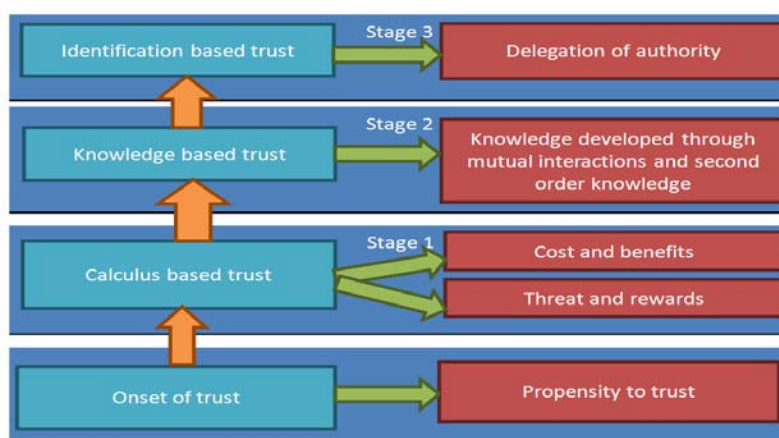 Stage 3
Identification based trust
Delegation of authority
Stage 2
Knowledge based trust
Knowledge developed through
mutual interactions and second
order knowledge
Stage 1
Calculus based trust
Cost and benefits
Threat and rewards
Onset of trust
Propensity to trust